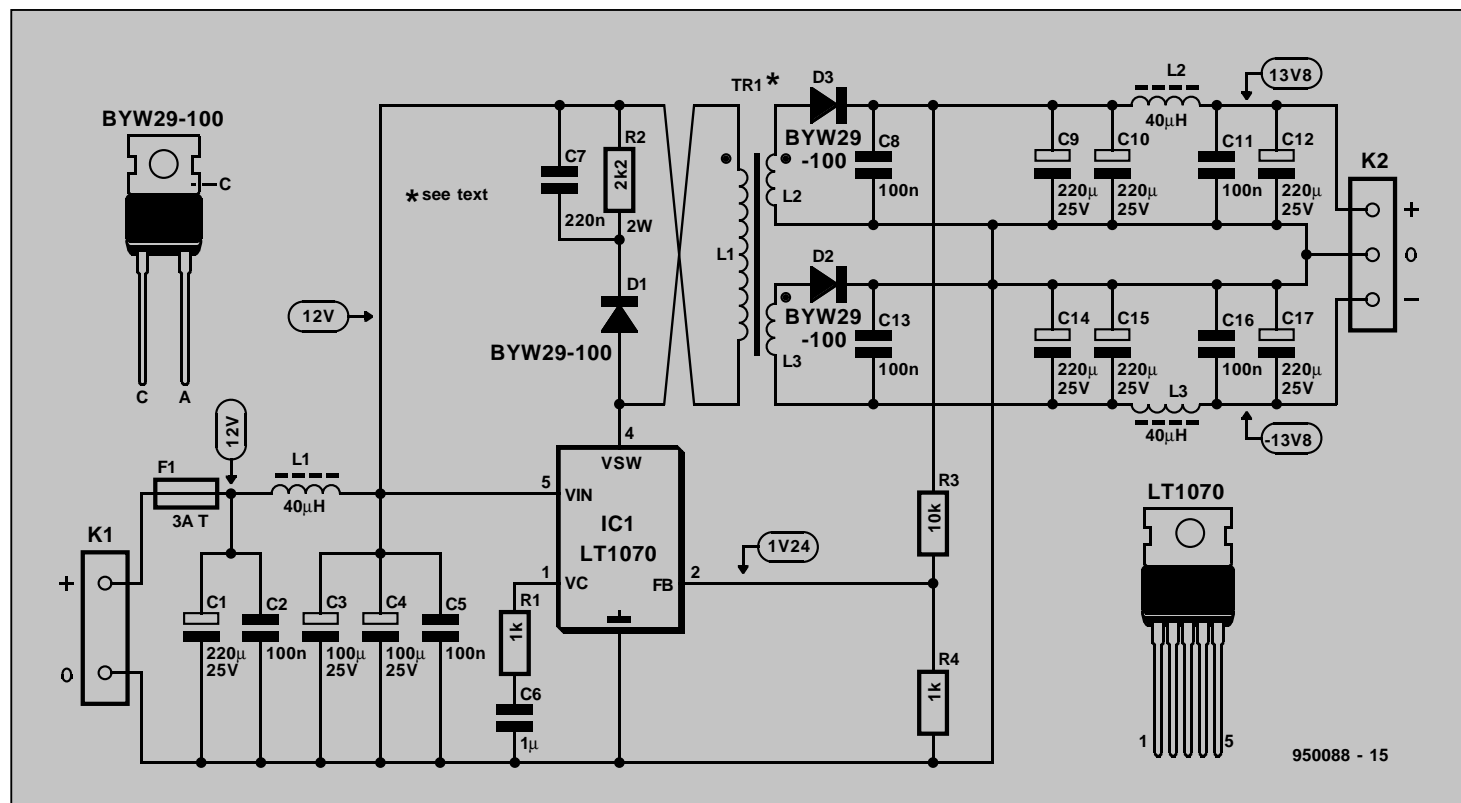 BYW29-100
C
C A
* see text
12V
C7
220n
R2
2k2
2W
D1
BYW29-100
TR1 *
L1
L2
L3
D3
BYW29
-100
D2
BYW29
-100
C8
100n
C9
220µ
25V
C10
220µ
25V
L2
40µH
13V8
C11
100n
C12
220µ
25V
K2
+
0
–
C13
100n
C14
220µ
25V
C15
220µ
25V
C16
100n
C17
220µ
25V
L3
40µH
-13V8
12V
F1
3A T
L1
40µH
K1
+
0
C1
220µ
25V
C2
100n
C3
100µ
25V
C4
100µ
25V
C5
100n
4
VSW
5
VIN
IC1
LT1070
1
VC
FB
2
R1
1k
C6
1µ
1V24
R3
10k
R4
1k
LT1070
1 5
950088 - 15